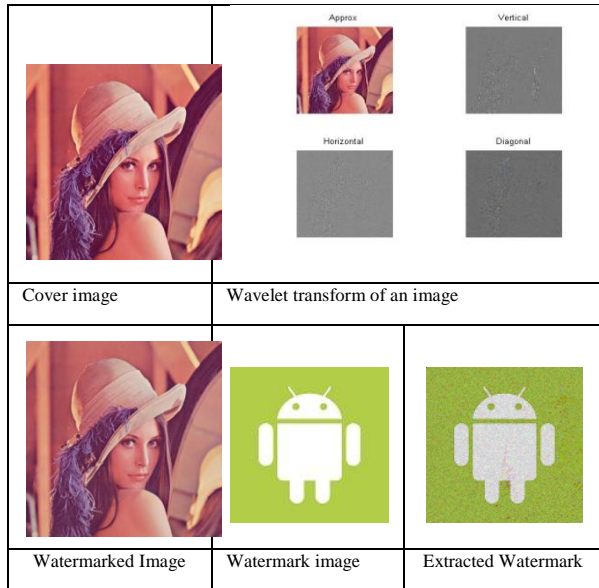 Approx
Vertical
Horizontal
Diagonal
Cover image
Wavelet transform of an image
Watermarked Image
Watermark image
Extracted Watermark